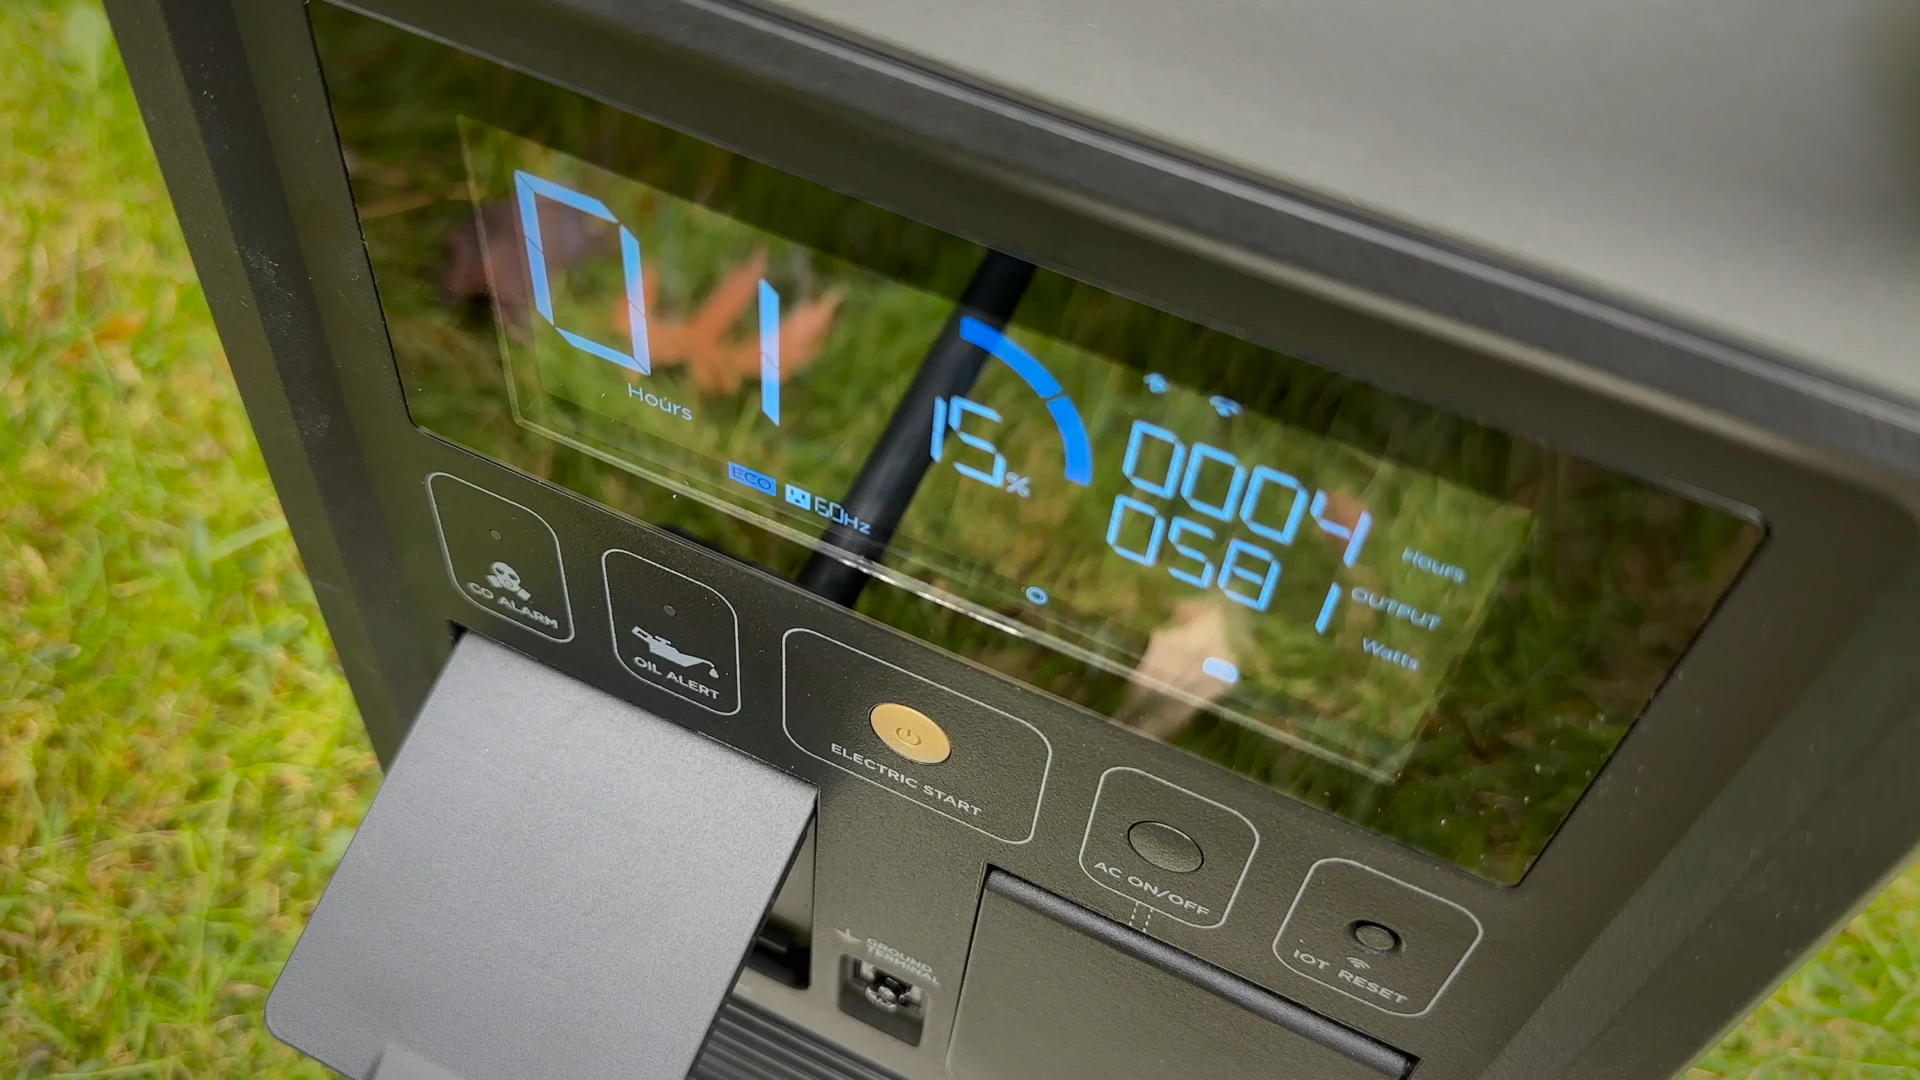 01
Hours
ECO
60Hz
15%
0004 Hours
0581 OUTPUT
Watts
CO ALARM
OIL ALERT
ELECTRIC START
AC ON/OFF
IOT RESET
GROUND
TERMINAL